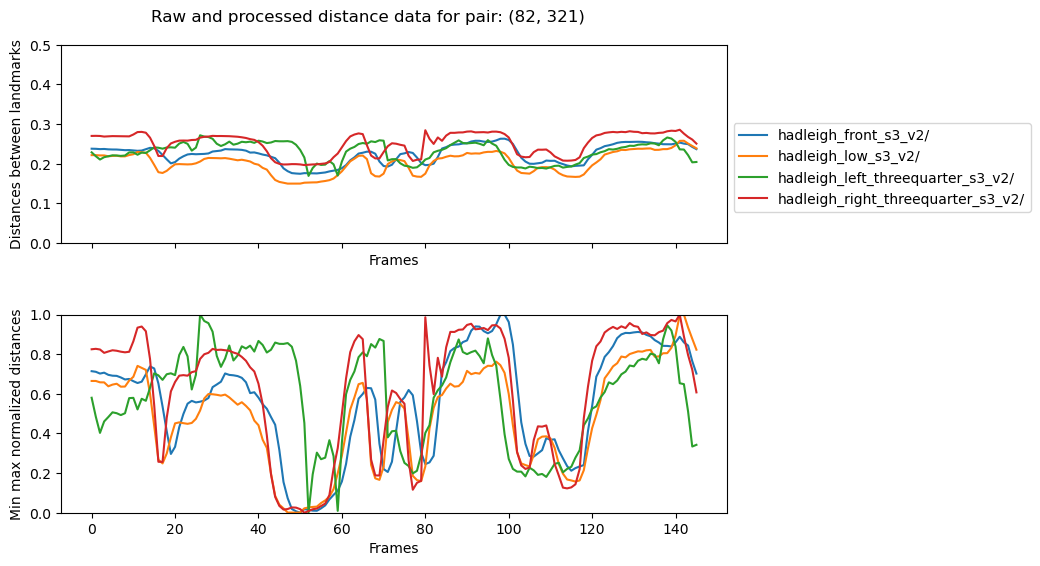 Raw and processed distance data for pair: (82, 321)
Distances between landmarks
0.5
0.4
0.3
0.2
0.1
0.0
Frames
hadleigh_front_s3_v2/
hadleigh_low_s3_v2/
hadleigh_left_threequarter_s3_v2/
hadleigh_right_threequarter_s3_v2/
Min max normalized distances
1.0
0.8
0.6
0.4
0.2
0.0
0 20 40 60 80 100 120 140
Frames